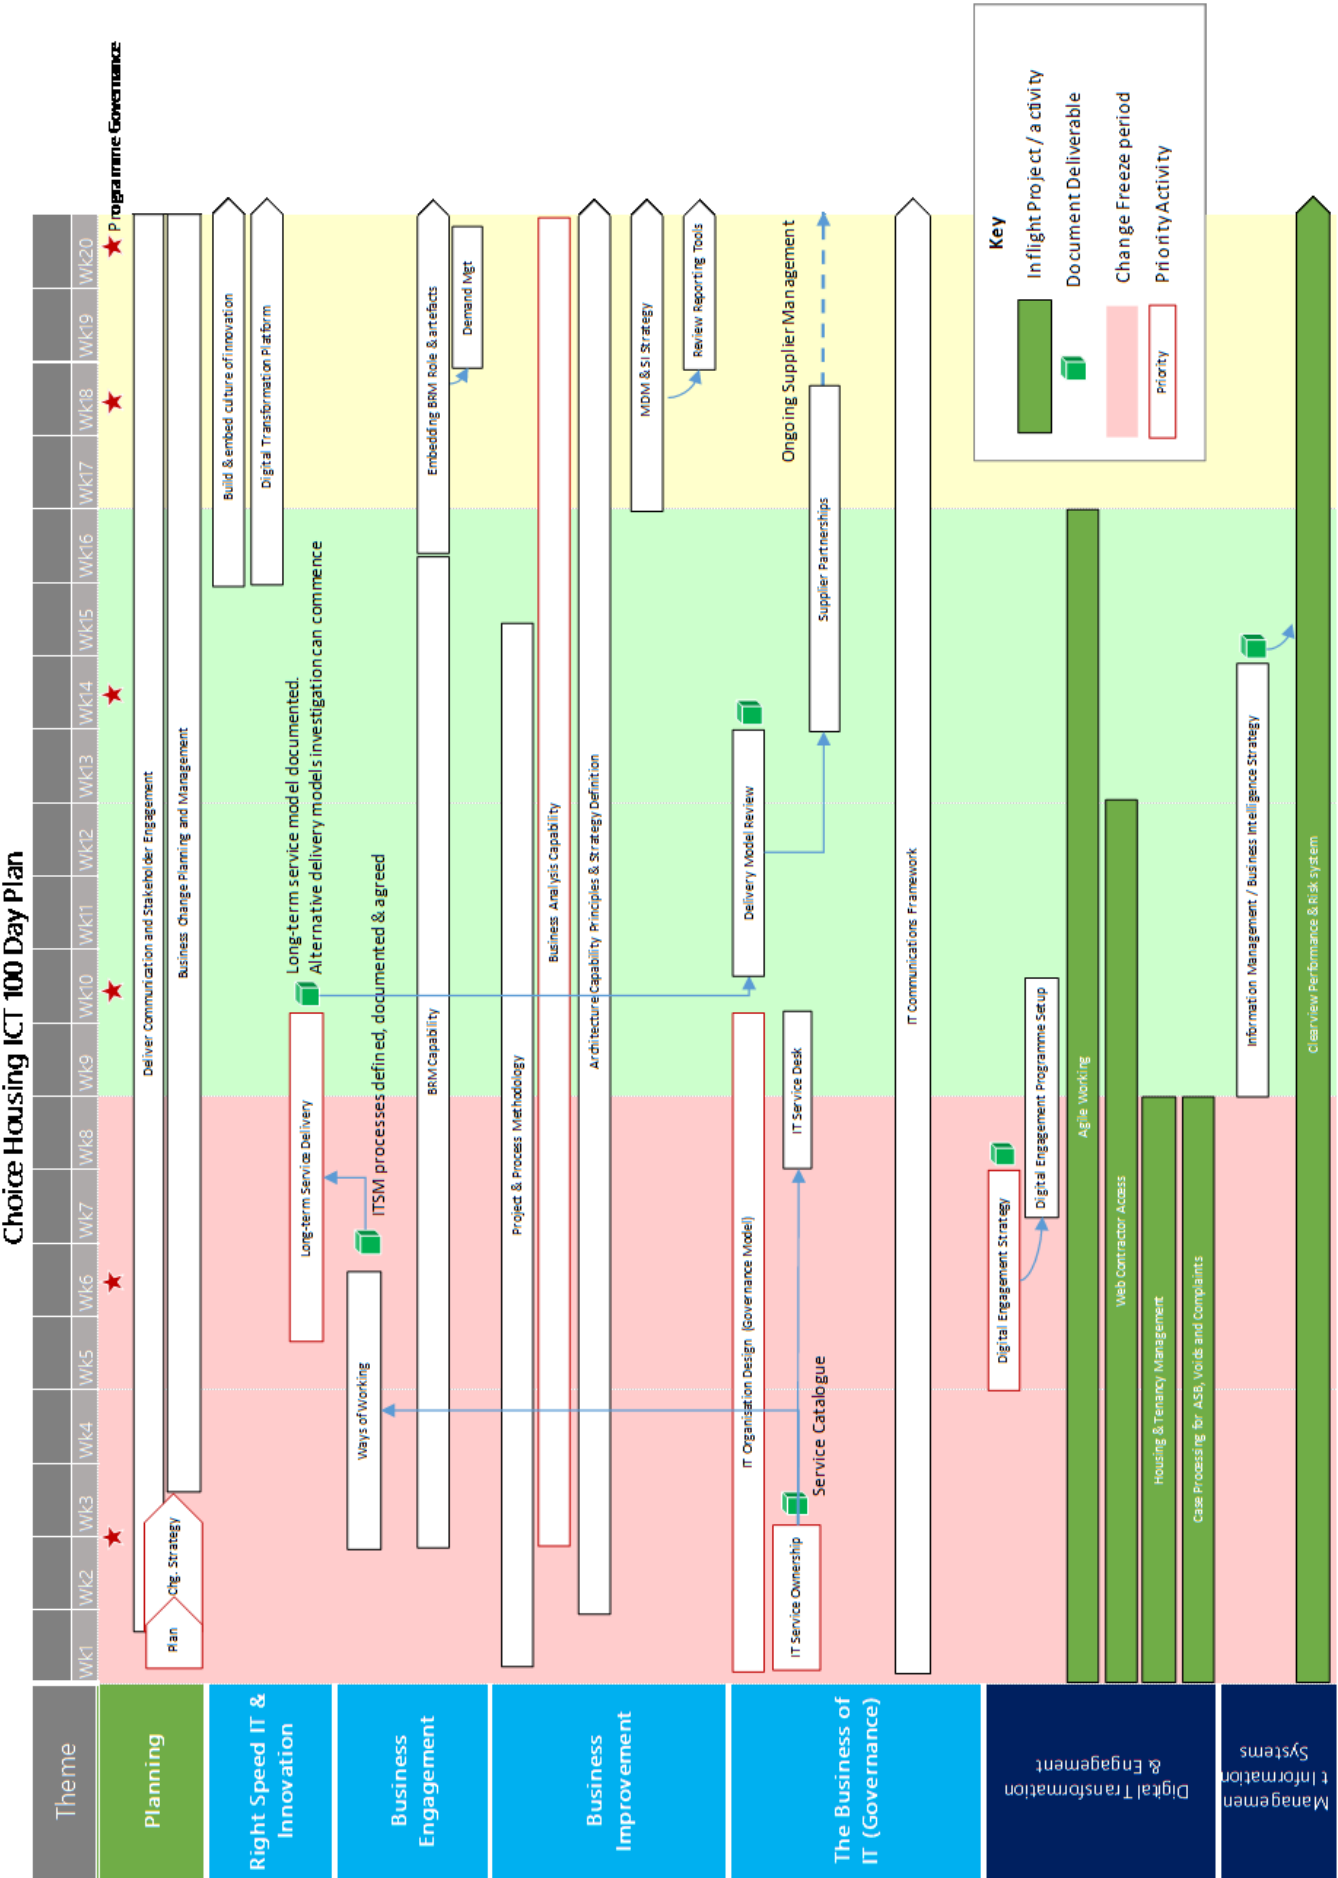 Choice Housing ICT 100 Day Plan
Theme
Wk1 Wk2 Wk3 Wk4 Wk5 Wk6 Wk7 Wk8 Wk9 Wk10 Wk11 Wk12 Wk13 Wk14 Wk15 Wk16 Wk17 Wk18 Wk19 Wk20
Programme Governance
Planning
Deliver Communication and Stakeholder Engagement
Plan
Chg. Strategy
Business Change Planning and Management
Right Speed IT &
Innovation
Build & embed culture of innovation
Digital Transformation Platform
Long-term Service Delivery
Long-term service model documented.
Alternative delivery models investigation can commence
Business
Engagement
Ways of Working
ITSM processes defined, documented & agreed
BRM Capability
Embedding BRM Role & artefacts
Demand Mgt
Business
Improvement
Project & Process Methodology
Business Analysis Capability
Architecture Capability Principles & Strategy Definition
MDM & SI Strategy
Review Reporting Tools
The Business of
IT (Governance)
IT Organisation Design (Governance Model)
Delivery Model Review
IT Service Ownership
Service Catalogue
IT Service Desk
Supplier Partnerships
Ongoing Supplier Management
IT Communications Framework
Digital Transformation
& Engagement
Digital Engagement Strategy
Digital Engagement Programme Setup
Agile Working
Web Contractor Access
Housing & Tenancy Management
Case Processing for ASB, Voids and Complaints
Managemen
t Information
Systems
Information Management / Business Intelligence Strategy
Clearview Performance & Risk system
Key
Inflight Project / activity
Document Deliverable
Change Freeze period
Priority
Priority Activity